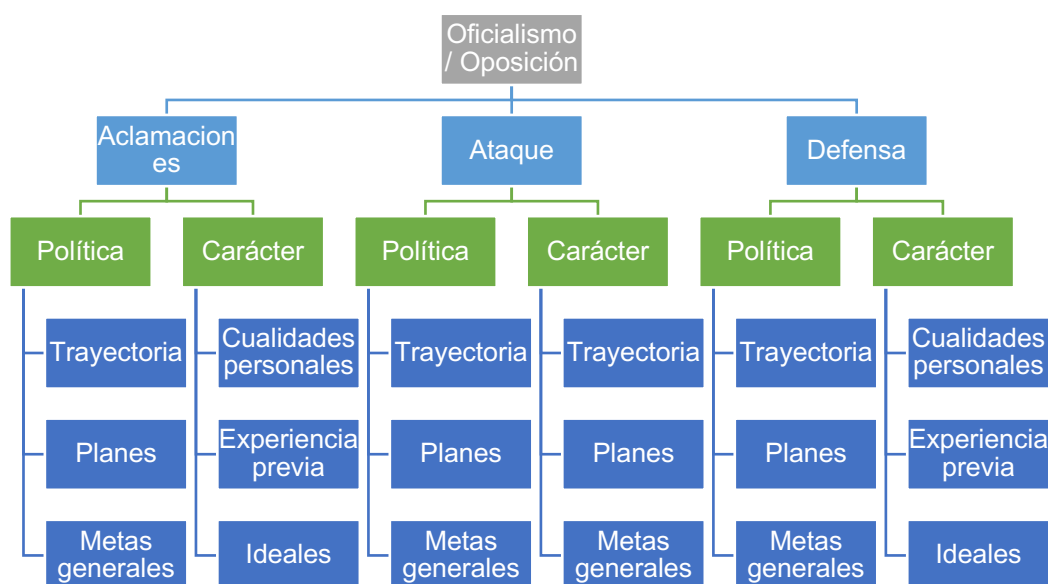 Oficialismo
/ Oposición
Aclamacion
es
Ataque
Defensa
Política
Carácter
Política
Carácter
Política
Carácter
Trayectoria
Cualidades
personales
Trayectoria
Trayectoria
Trayectoria
Cualidades
personales
Planes
Experiencia
previa
Planes
Planes
Planes
Experiencia
previa
Metas
generales
Ideales
Metas
generales
Metas
generales
Metas
generales
Ideales